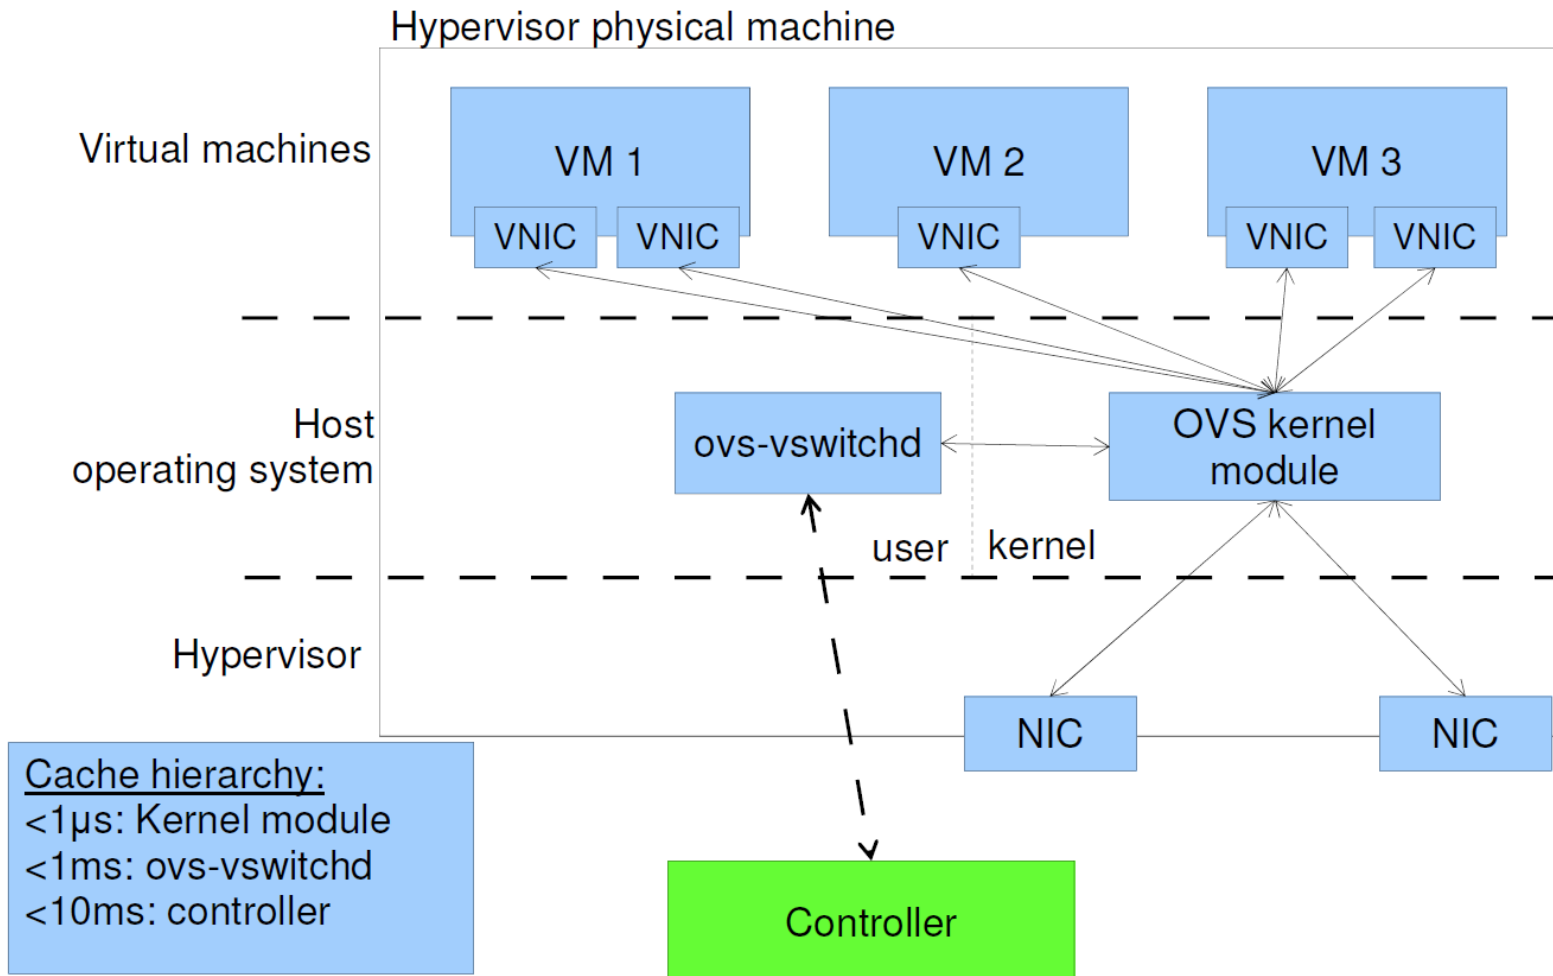 Hypervisor physical machine
Virtual machines
VM 1
VM 2
VM 3
VNIC
VNIC
VNIC
VNIC
VNIC
Host
operating system
ovs-vswitchd
OVS kernel
module
user
kernel
Hypervisor
NIC
NIC
Cache hierarchy:
<1µs: Kernel module
<1ms: ovs-vswitchd
<10ms: controller
Controller